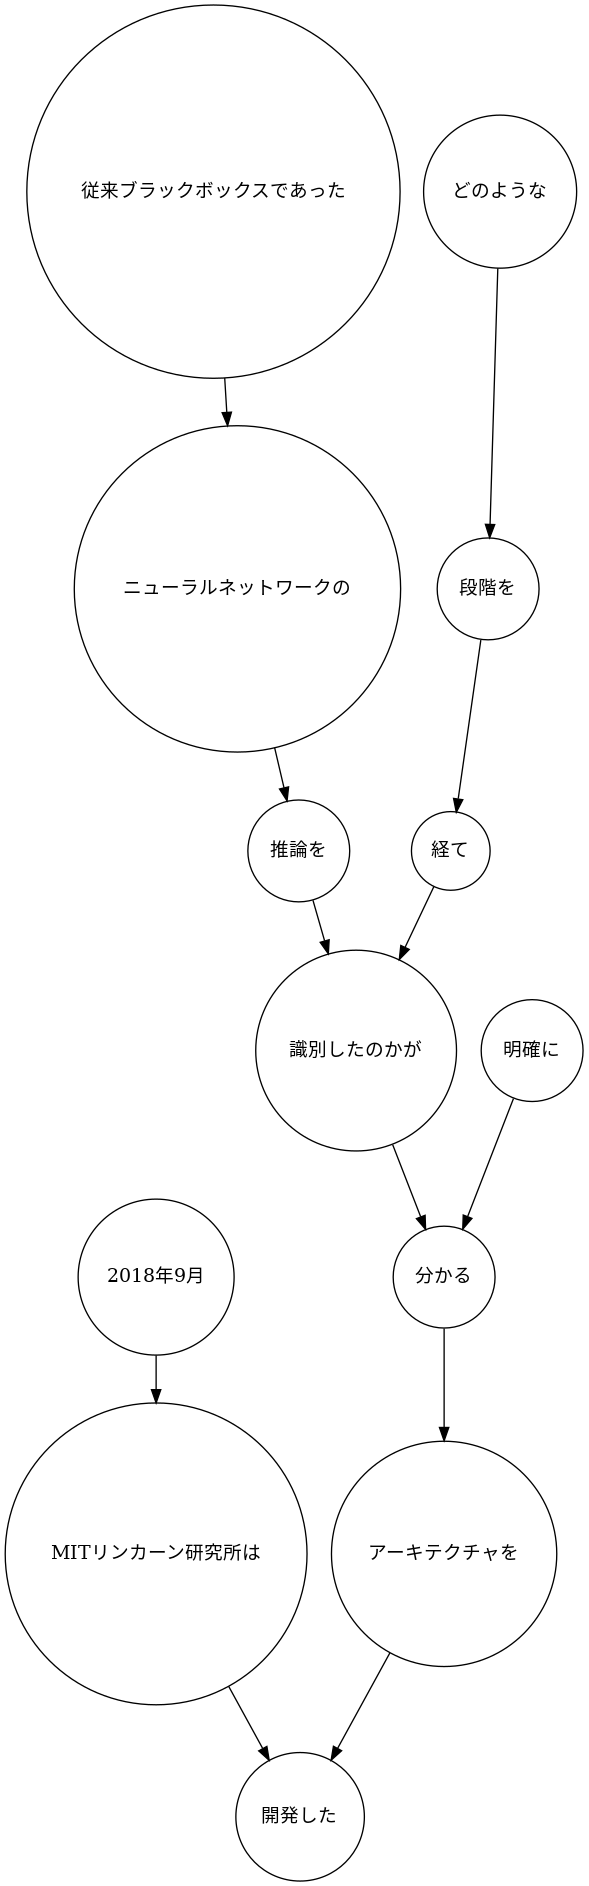 従来ブラックボックスであった
どのような
ニューラルネットワークの
段階を
推論を
経て
識別したのかが
明確に
2018年9月
分かる
MITリンカーン研究所は
アーキテクチャを
開発した